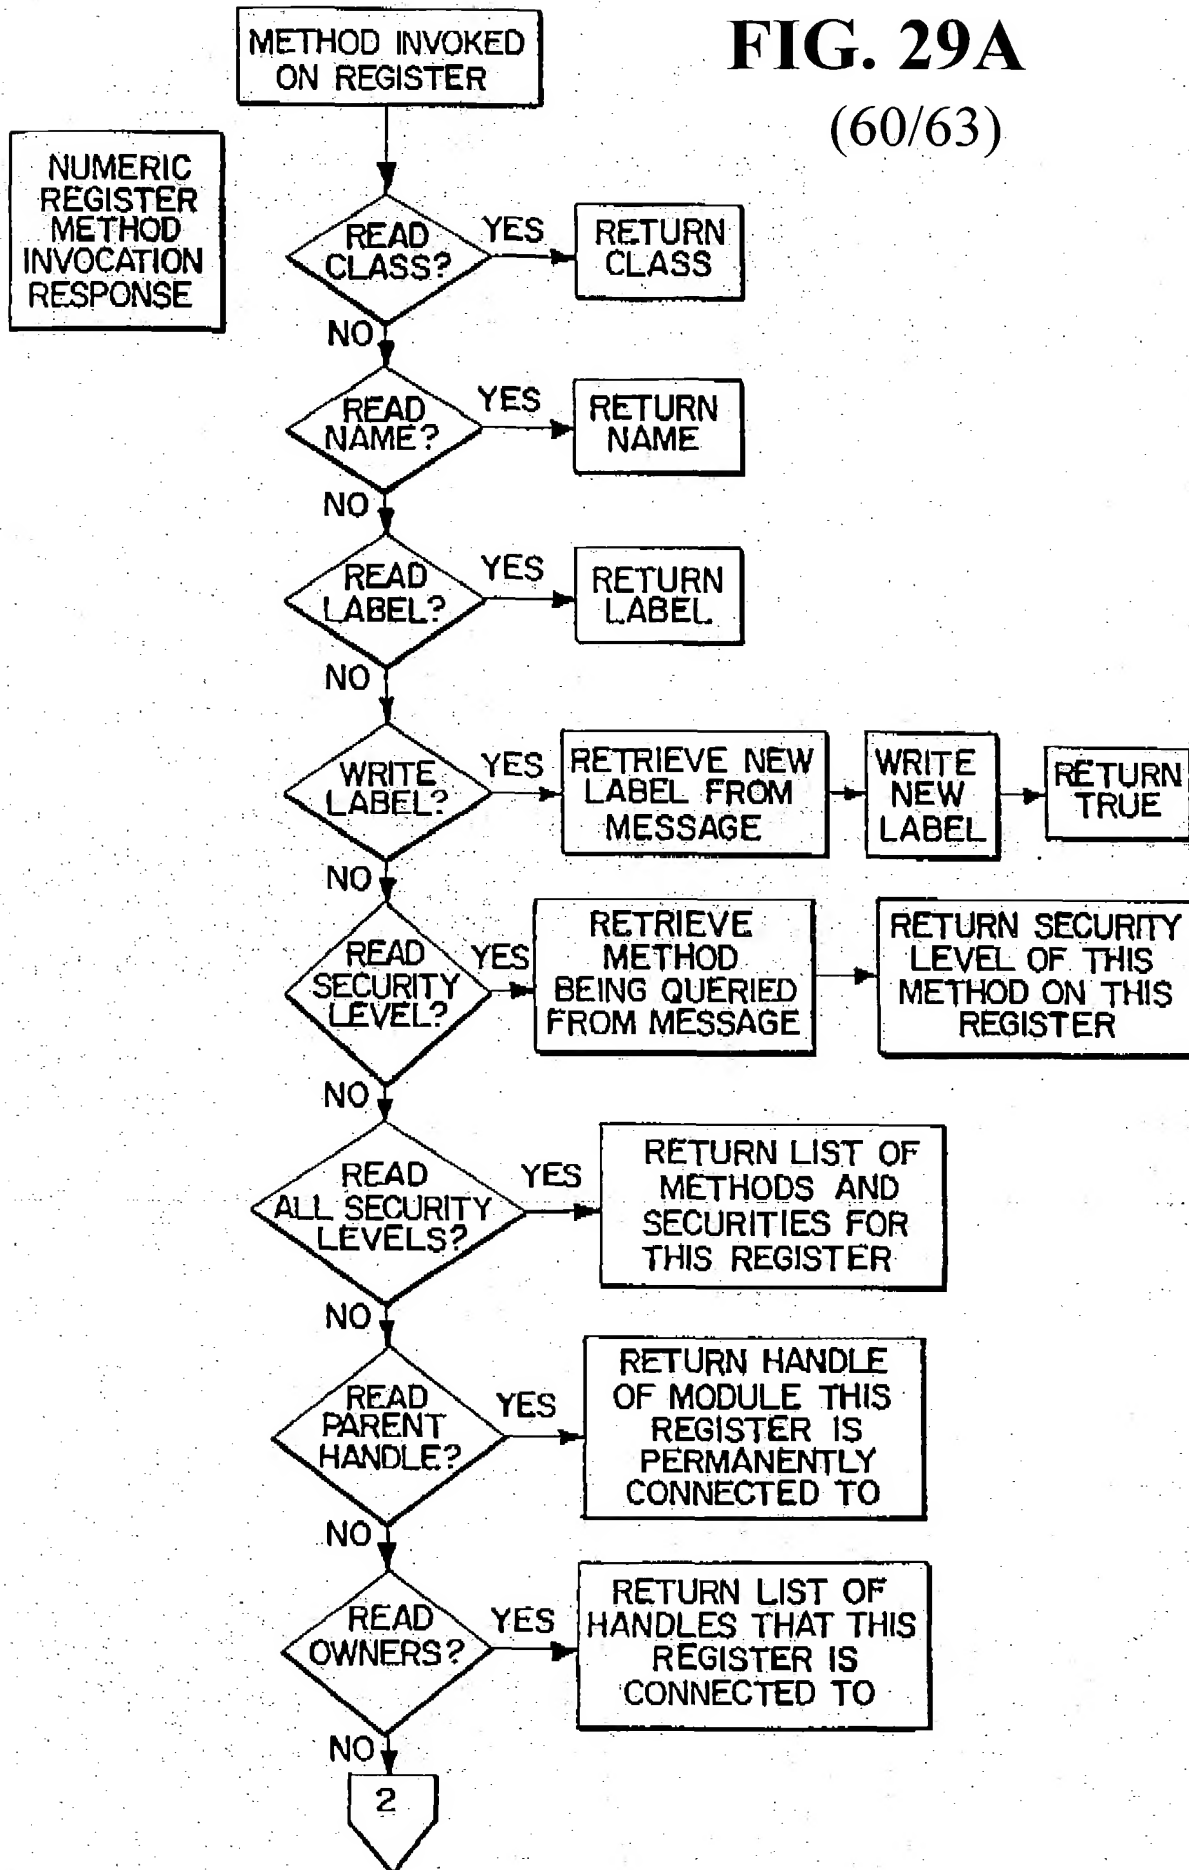 FIG. 29A
(60/63)
METHOD INVOKED
ON REGISTER
NUMERIC
REGISTER
METHOD
INVOCATION
RESPONSE
READ
CLASS?
YES
RETURN
CLASS
NO
READ
NAME?
YES
RETURN
NAME
NO
READ
LABEL?
YES
RETURN
LABEL
NO
WRITE
LABEL?
YES
RETRIEVE NEW
LABEL FROM
MESSAGE
WRITE
NEW
LABEL
RETURN
TRUE
NO
READ
SECURITY
LEVEL?
YES
RETRIEVE
METHOD
BEING QUERIED
FROM MESSAGE
RETURN SECURITY
LEVEL OF THIS
METHOD ON THIS
REGISTER
NO
READ
ALL SECURITY
LEVELS?
YES
RETURN LIST OF
METHODS AND
SECURITIES FOR
THIS REGISTER
NO
READ
PARENT
HANDLE?
YES
RETURN HANDLE
OF MODULE THIS
REGISTER IS
PERMANENTLY
CONNECTED TO
NO
READ
OWNERS?
YES
RETURN LIST OF
HANDLES THAT THIS
REGISTER IS
CONNECTED TO
NO
2